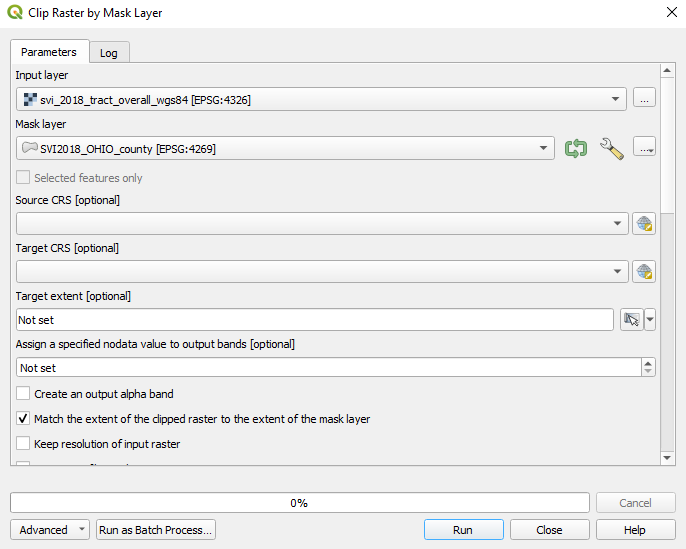 Clip Raster by Mask Layer
Parameters
Log
Input layer
svi_2018_tract_overall_wgs84 [EPSG:4326]
...
Mask layer
SVI2018_OHIO_county [EPSG:4269]
...
Selected features only
Source CRS [optional]
Target CRS [optional]
Target extent [optional]
Not set
Assign a specified nodata value to output bands [optional]
Not set
Create an output alpha band
Match the extent of the clipped raster to the extent of the mask layer
Keep resolution of input raster
0%
Cancel
Advanced
Run as Batch Process...
Run
Close
Help